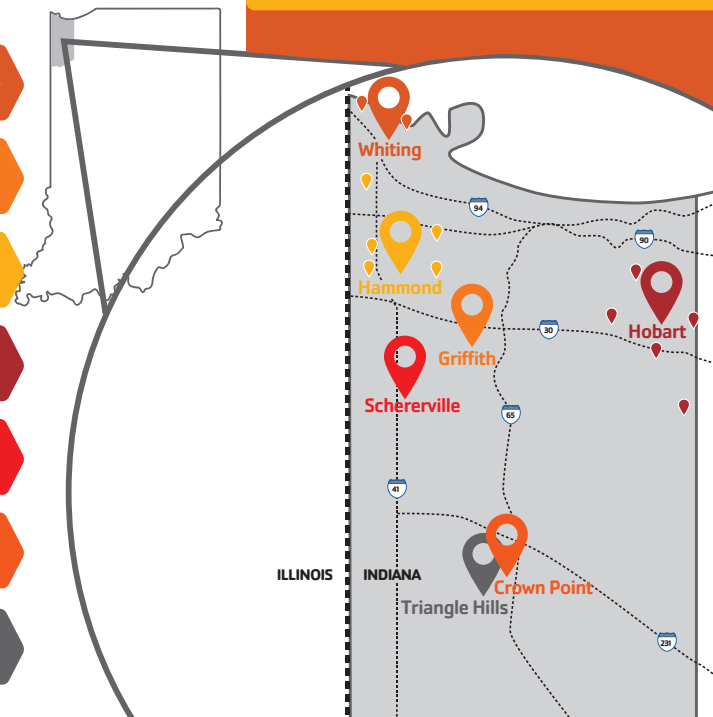 Whiting
94
90
Hammond
30
Hobart
Griffith
Schererville
65
41
ILLINOIS
INDIANA
Crown Point
Triangle Hills
231